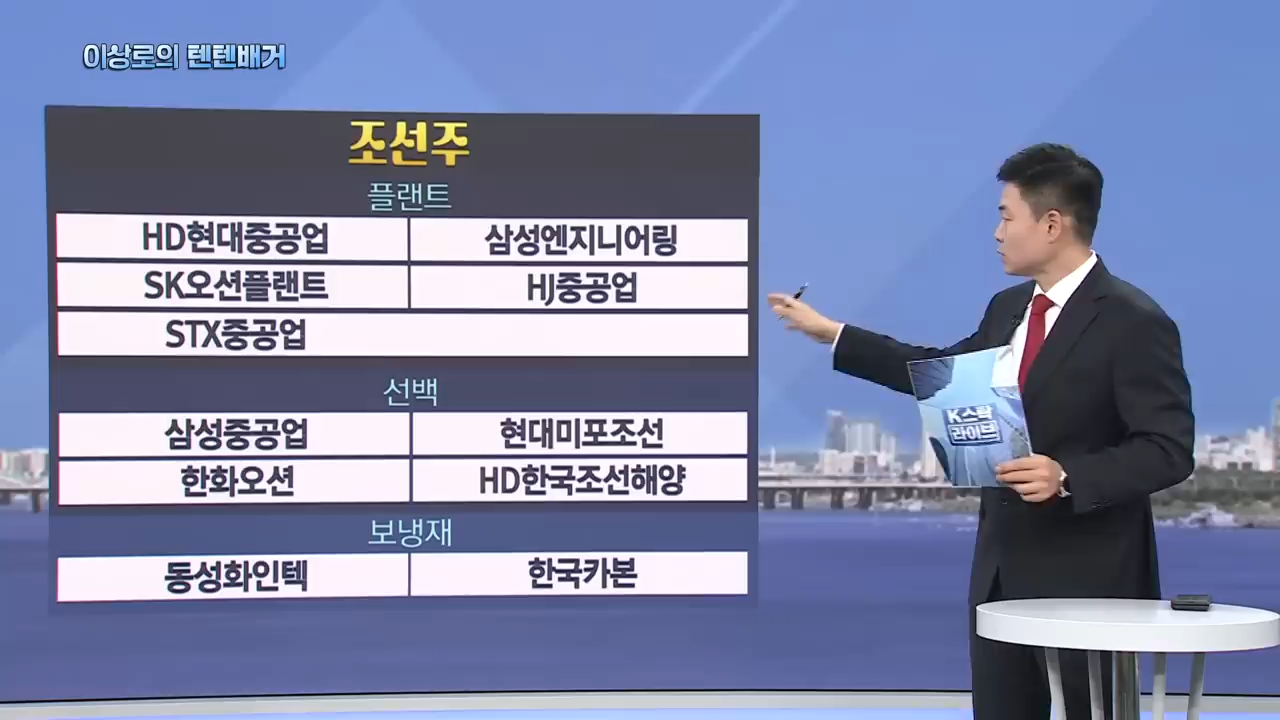 이상로의 텐텐배거
조선주
플랜트
HD현대중공업 삼성엔지니어링
SK오션플랜트 HJ중공업
STX중공업
선백
삼성중공업 현대미포조선
한화오션 HD한국조선해양
보냉재
동성화인텍 한국카본
K스탁
라이브